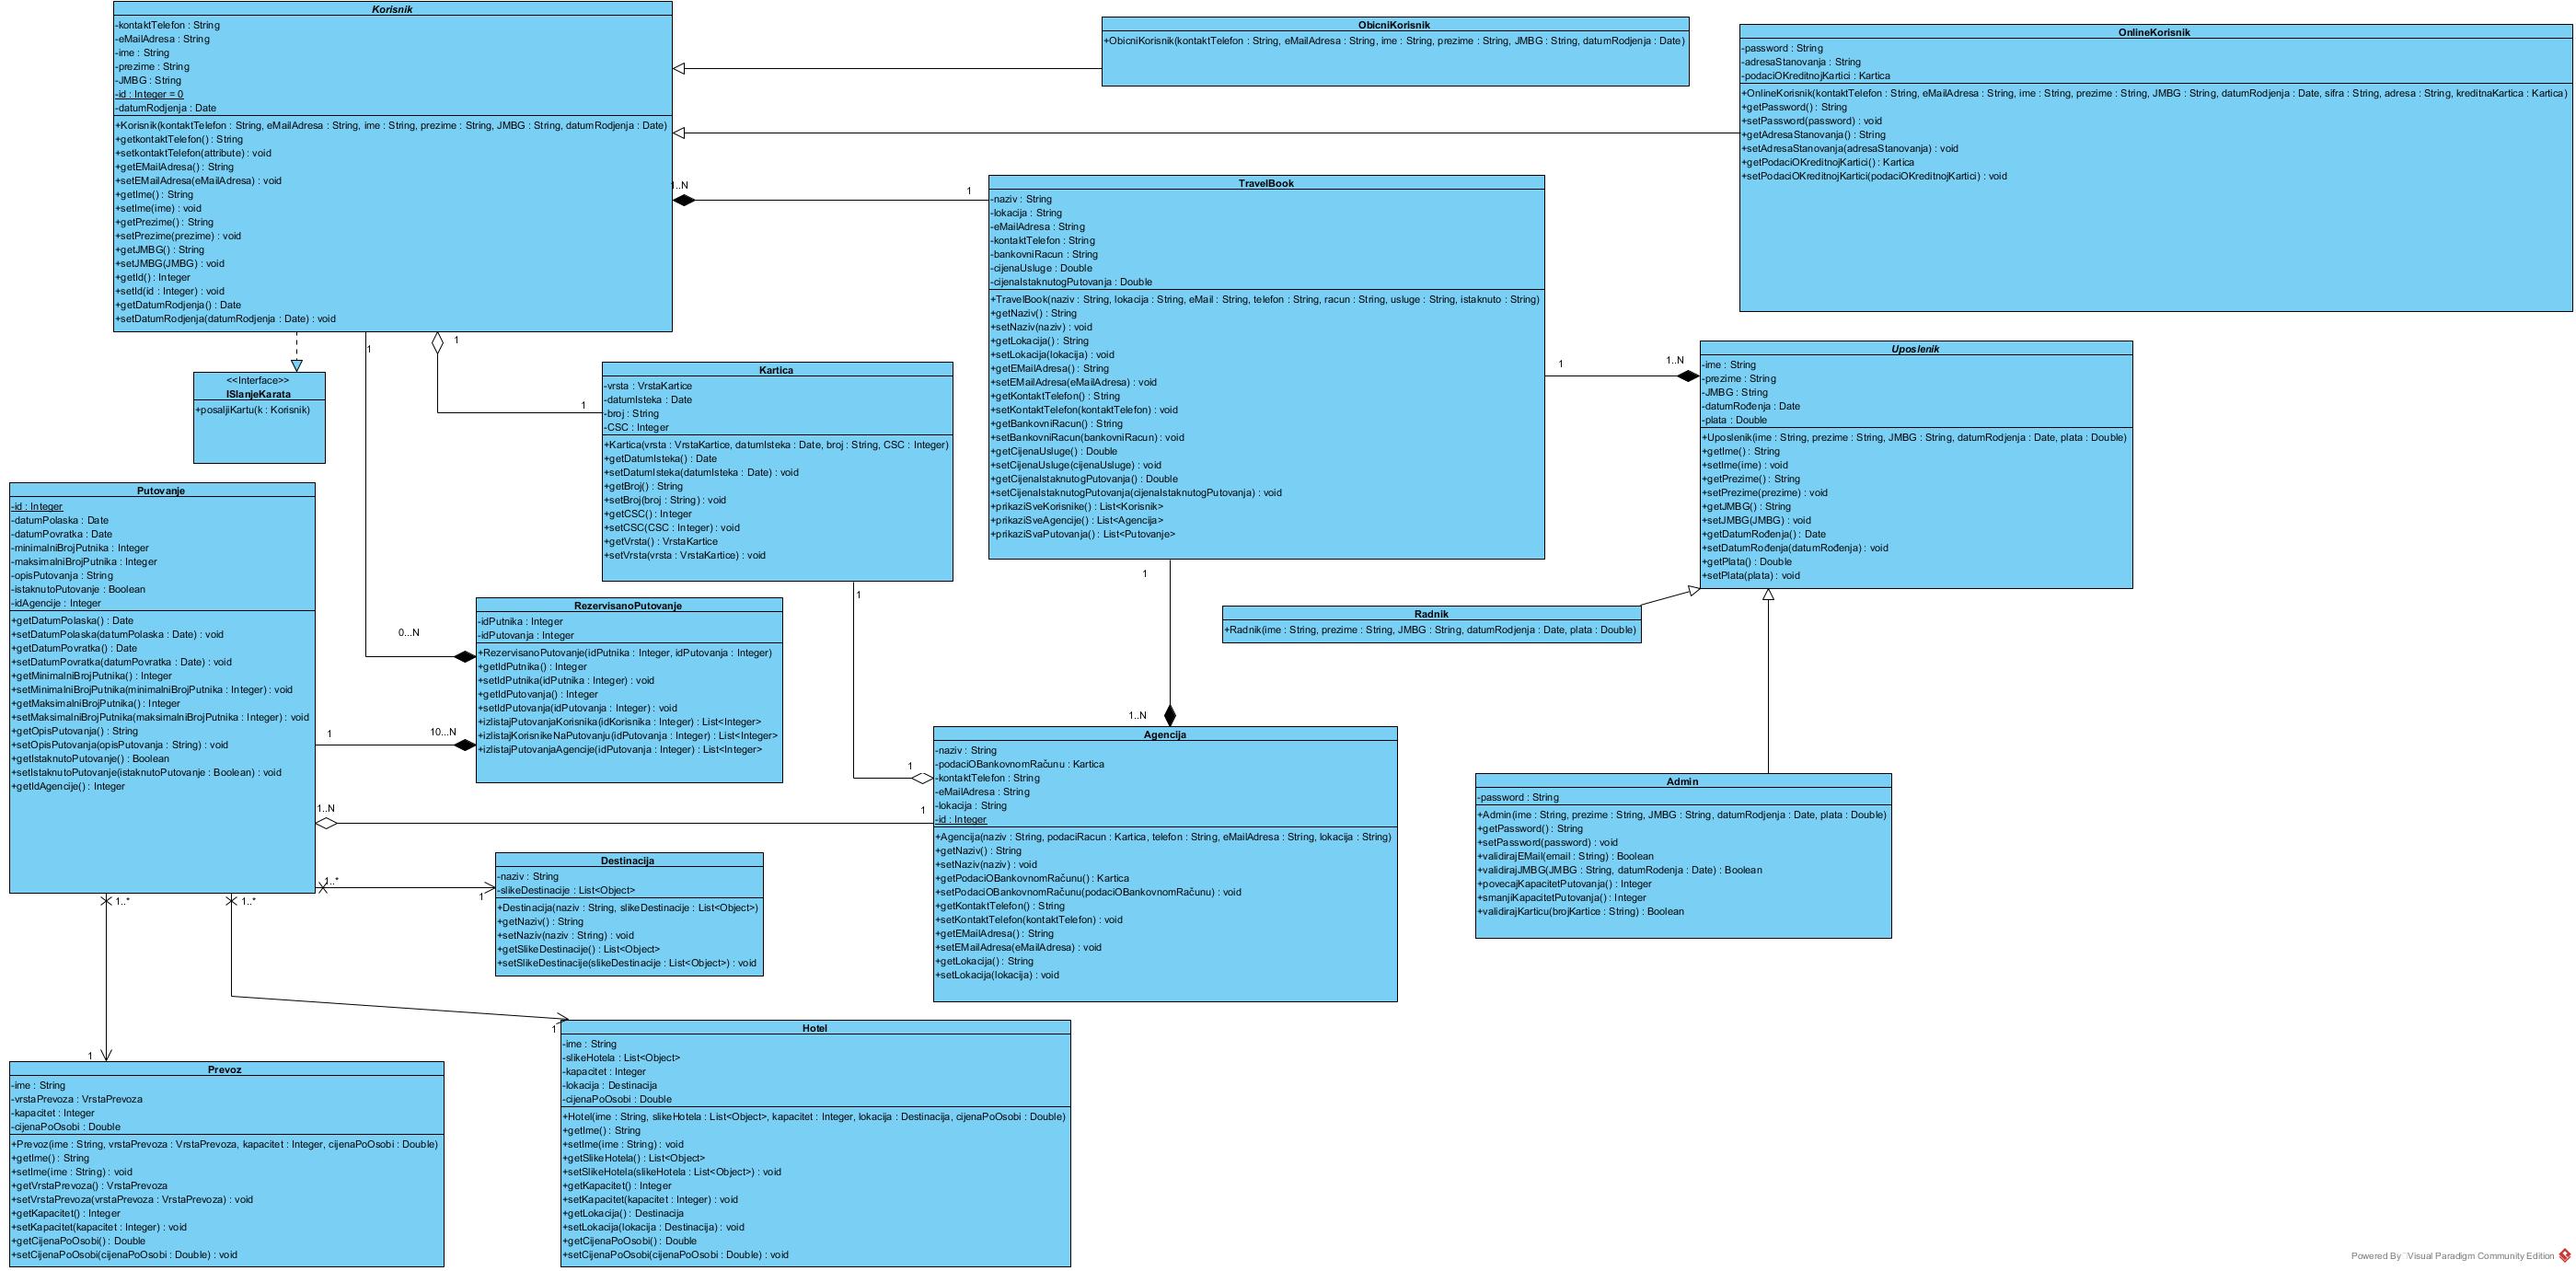 Korisnik
-kontaktTelefon : String
-eMailAdresa : String
-ime : String
-prezime : String
-JMBG : String
-id : Integer = 0
-datumRodjenja : Date
+Korisnik(kontaktTelefon : String, eMailAdresa : String, ime : String, prezime : String, JMBG : String, datumRodjenja : Date)
+getkontaktTelefon() : String
+setkontaktTelefon(attribute) : void
+getEMailAdresa() : String
+setEMailAdresa(eMailAdresa) : void
+getIme() : String
+setIme(ime) : void
+getPrezime() : String
+setPrezime(prezime) : void
+getJMBG() : String
+setJMBG(JMBG) : void
+getId() : Integer
+setId(id : Integer) : void
+getDatumRodjenja() : Date
+setDatumRodjenja(datumRodjenja : Date) : void
ObicniKorisnik
+ObicniKorisnik(kontaktTelefon : String, eMailAdresa : String, ime : String, prezime : String, JMBG : String, datumRodjenja : Date)
OnlineKorisnik
-password : String
-adresaStanovanja : String
-podaciOKreditnojKartici : Kartica
+OnlineKorisnik(kontaktTelefon : String, eMailAdresa : String, ime : String, prezime : String, JMBG : String, datumRodjenja : Date, sifra : String, adresa : String, kreditnaKartica : Kartica)
+getPassword() : String
+setPassword(password) : void
+getAdresaStanovanja() : String
+setAdresaStanovanja(adresaStanovanja) : void
+getPodaciOKreditnojKartici() : Kartica
+setPodaciOKreditnojKartici(podaciOKreditnojKartici) : void
1..N
1
TravelBook
-naziv : String
-lokacija : String
-eMailAdresa : String
-kontaktTelefon : String
-bankovniRacun : String
-cijenaUsluge : Double
-cijenaIstaknutogPutovanja : Double
+TravelBook(naziv : String, lokacija : String, eMail : String, telefon : String, racun : String, usluge : String, istaknuto : String)
+getNaziv() : String
+setNaziv(naziv) : void
+getLokacija() : String
+setLokacija(lokacija) : void
+getEMailAdresa() : String
+setEMailAdresa(eMailAdresa) : void
+getKontaktTelefon() : String
+setKontaktTelefon(kontaktTelefon) : void
+getBankovniRacun() : String
+setBankovniRacun(bankovniRacun) : void
+getCijenaUsluge() : Double
+setCijenaUsluge(cijenaUsluge) : void
+getCijenaIstaknutogPutovanja() : Double
+setCijenaIstaknutogPutovanja(cijenaIstaknutogPutovanja) : void
+prikaziSveKorisnike() : List<Korisnik>
+prikaziSveAgencije() : List<Agencija>
+prikaziSvaPutovanja() : List<Putovanje>
1
1..N
Uposlenik
-ime : String
-prezime : String
-JMBG : String
-datumRođenja : Date
-plata : Double
+Uposlenik(ime : String, prezime : String, JMBG : String, datumRodjenja : Date, plata : Double)
+getIme() : String
+setIme(ime) : void
+getPrezime() : String
+setPrezime(prezime) : void
+getJMBG() : String
+setJMBG(JMBG) : void
+getDatumRođenja() : Date
+setDatumRođenja(datumRođenja) : void
+getPlata() : Double
+setPlata(plata) : void
1
1
<<Interface>>
ISlanjeKarata
+posaljiKartu(k : Korisnik)
1
Kartica
-vrsta : VrstaKartice
-datumIsteka : Date
-broj : String
-CSC : Integer
+Kartica(vrsta : VrstaKartice, datumIsteka : Date, broj : String, CSC : Integer)
+getDatumIsteka() : Date
+setDatumIsteka(datumIsteka : Date) : void
+getBroj() : String
+setBroj(broj : String) : void
+getCSC() : Integer
+setCSC(CSC : Integer) : void
+getVrsta() : VrstaKartice
+setVrsta(vrsta : VrstaKartice) : void
Putovanje
-id : Integer
-datumPolaska : Date
-datumPovratka : Date
-minimalniBrojPutnika : Integer
-maksimalniBrojPutnika : Integer
-opisPutovanja : String
-istaknutoPutovanje : Boolean
-idAgencije : Integer
+getDatumPolaska() : Date
+setDatumPolaska(datumPolaska : Date) : void
+getDatumPovratka() : Date
+setDatumPovratka(datumPovratka : Date) : void
+getMinimalniBrojPutnika() : Integer
+setMinimalniBrojPutnika(minimalniBrojPutnika : Integer) : void
+getMaksimalniBrojPutnika() : Integer
+setMaksimalniBrojPutnika(maksimalniBrojPutnika : Integer) : void
+getOpisPutovanja() : String
+setOpisPutovanja(opisPutovanja : String) : void
+getIstaknutoPutovanje() : Boolean
+setIstaknutoPutovanje(istaknutoPutovanje : Boolean) : void
+getIdAgencije() : Integer
0...N
RezervisanoPutovanje
-idPutnika : Integer
-idPutovanja : Integer
+RezervisanoPutovanje(idPutnika : Integer, idPutovanja : Integer)
+getIdPutnika() : Integer
+setIdPutnika(idPutnika : Integer) : void
+getIdPutovanja() : Integer
+setIdPutovanja(idPutovanja : Integer) : void
+izlistajPutovanjaKorisnika(idKorisnika : Integer) : List<Integer>
+izlistajKorisnikeNaPutovanju(idPutovanja : Integer) : List<Integer>
+izlistajPutovanjaAgencije(idPutovanja : Integer) : List<Integer>
1
10...N
1
1
1
1..N
Radnik
+Radnik(ime : String, prezime : String, JMBG : String, datumRodjenja : Date, plata : Double)
Agencija
-naziv : String
-podaciOBankovnomRačunu : Kartica
-kontaktTelefon : String
-eMailAdresa : String
-lokacija : String
-id : Integer
+Agencija(naziv : String, podaciRacun : Kartica, telefon : String, eMailAdresa : String, lokacija : String)
+getNaziv() : String
+setNaziv(naziv) : void
+getPodaciOBankovnomRačunu() : Kartica
+setPodaciOBankovnomRačunu(podaciOBankovnomRačunu) : void
+getKontaktTelefon() : String
+setKontaktTelefon(kontaktTelefon) : void
+getEMailAdresa() : String
+setEMailAdresa(eMailAdresa) : void
+getLokacija() : String
+setLokacija(lokacija) : void
Admin
-password : String
+Admin(ime : String, prezime : String, JMBG : String, datumRodjenja : Date, plata : Double)
+getPassword() : String
+setPassword(password) : void
+validirajEMail(email : String) : Boolean
+validirajJMBG(JMBG : String, datumRodenja : Date) : Boolean
+povecajKapacitetPutovanja() : Integer
+smanjiKapacitetPutovanja() : Integer
+validirajKarticu(brojKartice : String) : Boolean
1..N
1
1..*
1
Destinacija
-naziv : String
-slikeDestinacije : List<Object>
+Destinacija(naziv : String, slikeDestinacije : List<Object>)
+getNaziv() : String
+setNaziv(naziv : String) : void
+getSlikeDestinacije() : List<Object>
+setSlikeDestinacije(slikeDestinacije : List<Object>) : void
1..*
1..*
1
1
Prevoz
-ime : String
-vrstaPrevoza : VrstaPrevoza
-kapacitet : Integer
-cijenaPoOsobi : Double
+Prevoz(ime : String, vrstaPrevoza : VrstaPrevoza, kapacitet : Integer, cijenaPoOsobi : Double)
+getIme() : String
+setIme(ime : String) : void
+getVrstaPrevoza() : VrstaPrevoza
+setVrstaPrevoza(vrstaPrevoza : VrstaPrevoza) : void
+getKapacitet() : Integer
+setKapacitet(kapacitet : Integer) : void
+getCijenaPoOsobi() : Double
+setCijenaPoOsobi(cijenaPoOsobi : Double) : void
Hotel
-ime : String
-slikeHotela : List<Object>
-kapacitet : Integer
-lokacija : Destinacija
-cijenaPoOsobi : Double
+Hotel(ime : String, slikeHotela : List<Object>, kapacitet : Integer, lokacija : Destinacija, cijenaPoOsobi : Double)
+getIme() : String
+setIme(ime : String) : void
+getSlikeHotela() : List<Object>
+setSlikeHotela(slikeHotela : List<Object>) : void
+getKapacitet() : Integer
+setKapacitet(kapacitet : Integer) : void
+getLokacija() : Destinacija
+setLokacija(lokacija : Destinacija) : void
+getCijenaPoOsobi() : Double
+setCijenaPoOsobi(cijenaPoOsobi : Double) : void
Powered By Visual Paradigm Community Edition